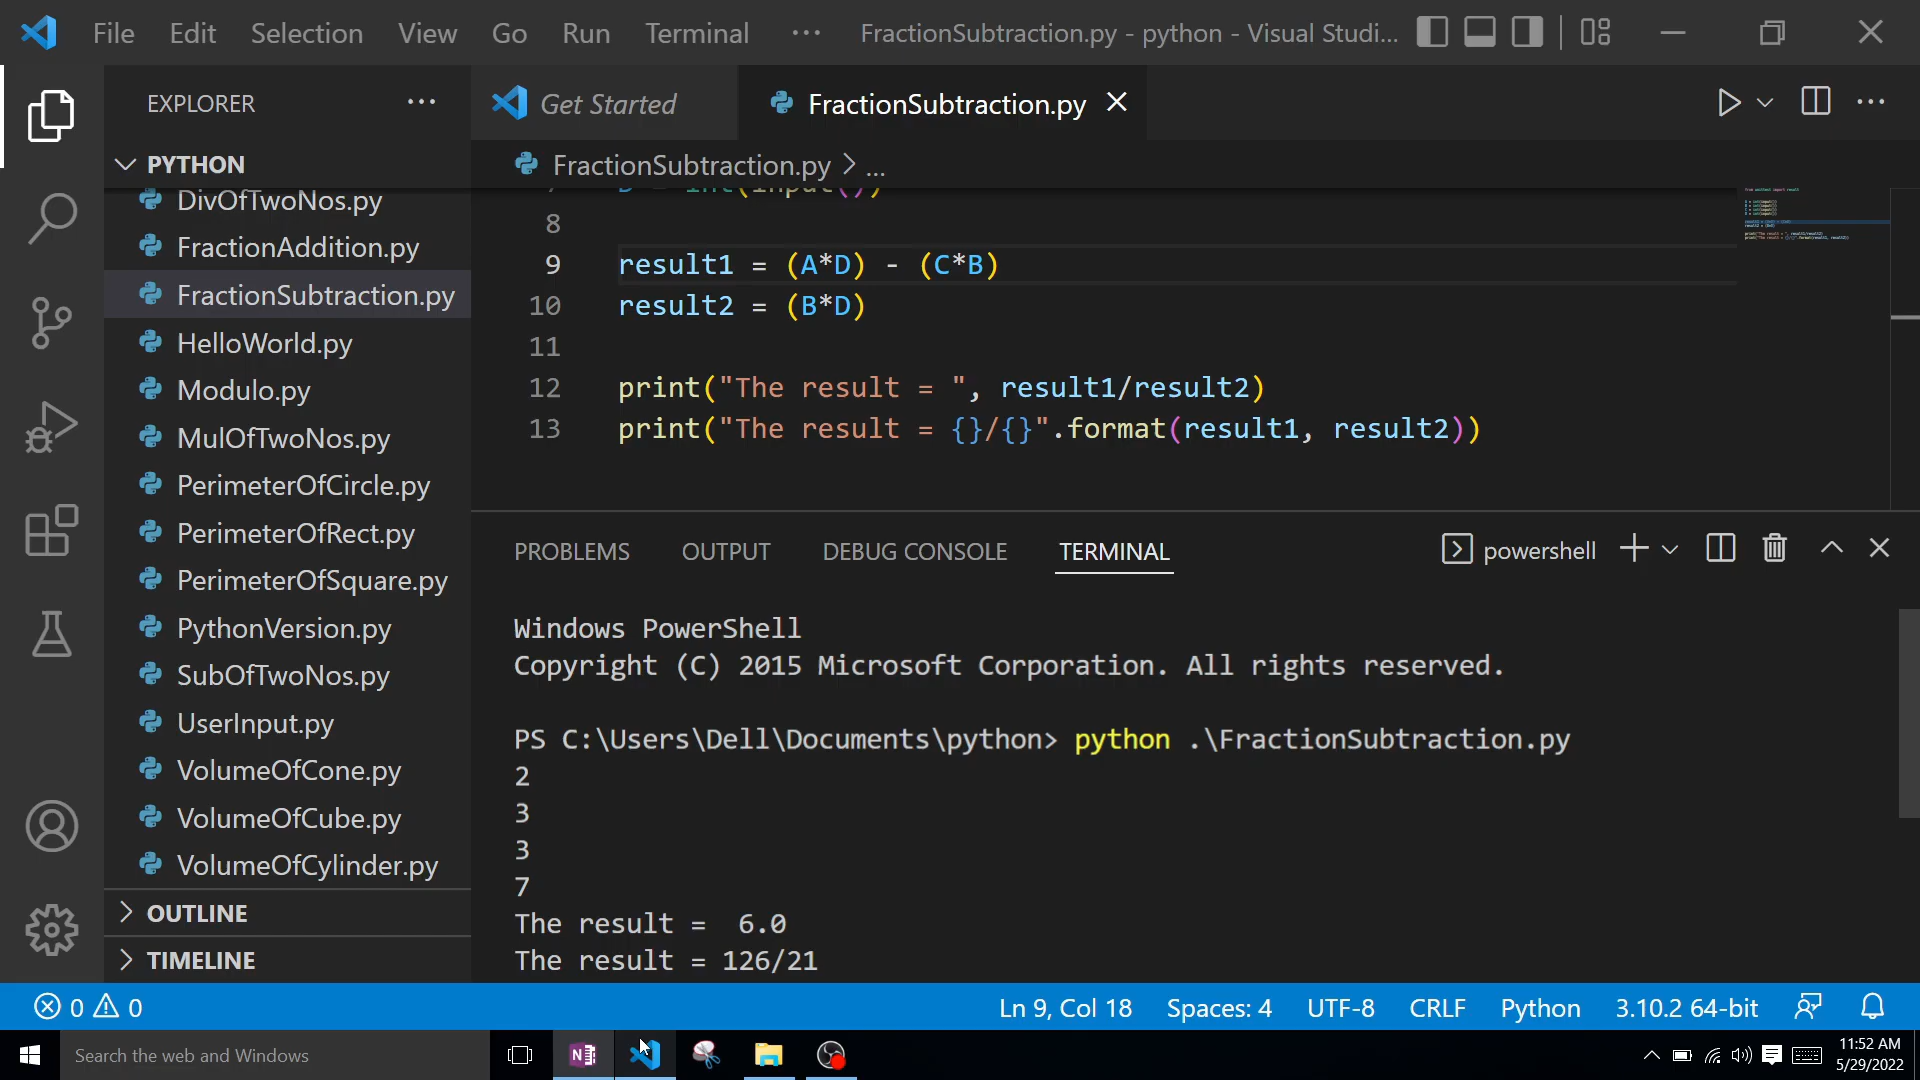 File Edit Selection View Go Run Terminal ··· FractionSubtraction.py - python - Visual Studi...
EXPLORER ···
Get Started
FractionSubtraction.py
PYTHON
FractionSubtraction.py > ...
DivOfTwoNos.py
FractionAddition.py
FractionSubtraction.py
HelloWorld.py
Modulo.py
MulOfTwoNos.py
PerimeterOfCircle.py
PerimeterOfRect.py
PerimeterOfSquare.py
PythonVersion.py
SubOfTwoNos.py
UserInput.py
VolumeOfCone.py
VolumeOfCube.py
VolumeOfCylinder.py
OUTLINE
TIMELINE
7 D = int(input())
8
9 result1 = (A*D) - (C*B)
10 result2 = (B*D)
11
12 print("The result = ", result1/result2)
13 print("The result = {}/{}".format(result1, result2))
PROBLEMS OUTPUT DEBUG CONSOLE TERMINAL powershell
Windows PowerShell
Copyright (C) 2015 Microsoft Corporation. All rights reserved.
PS C:\Users\Dell\Documents\python> python .\FractionSubtraction.py
2
3
3
7
The result =  6.0
The result = 126/21
0 0 Ln 9, Col 18 Spaces: 4 UTF-8 CRLF Python 3.10.2 64-bit
Search the web and Windows
11:52 AM
5/29/2022